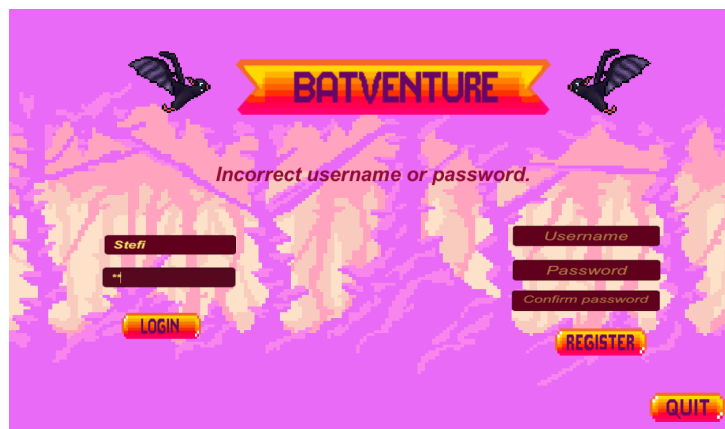 BATVENTURE
Incorrect username or password.
Stefi
**
LOGIN
Username
Password
Confirm password
REGISTER
QUIT